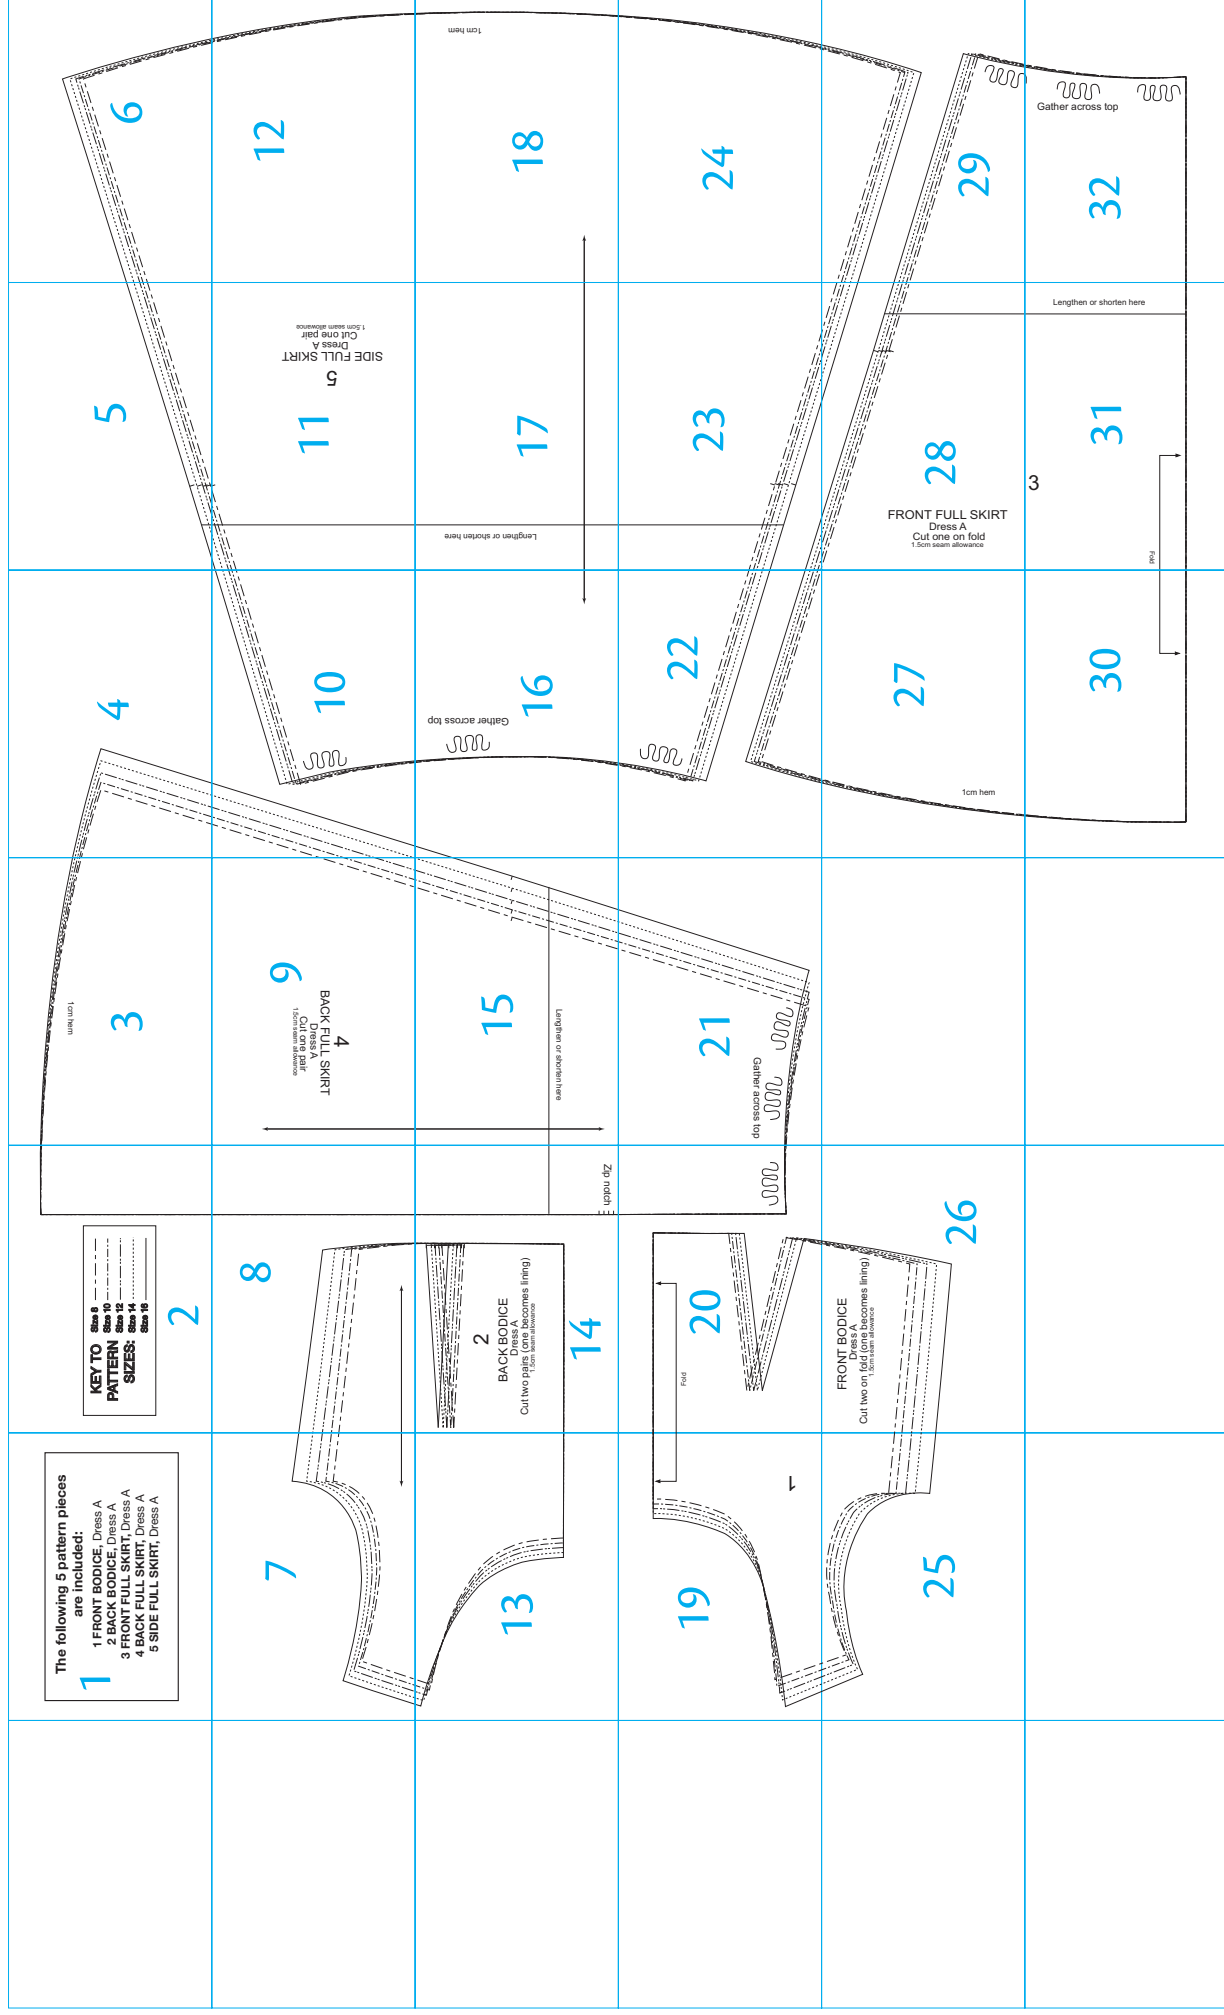 The following 5 pattern pieces
are included:
1 FRONT BODICE, Dress A
2 BACK BODICE, Dress A
3 FRONT FULL SKIRT, Dress A
4 BACK FULL SKIRT, Dress A
5 SIDE FULL SKIRT, Dress A
KEY TO
PATTERN
SIZES:
Size 8
Size 10
Size 12
Size 14
Size 16
1cm hem
5
SIDE FULL SKIRT
Dress A
Cut one pair
1.5cm seam allowance
Lengthen or shorten here
Gather across top
Gather across top
Lengthen or shorten here
3
FRONT FULL SKIRT
Dress A
Cut one on fold
1.5cm seam allowance
Fold
1cm hem
1cm hem
4
BACK FULL SKIRT
Dress A
Cut one pair
1.5cm seam allowance
Lengthen or shorten here
Gather across top
Zip notch
2
BACK BODICE
Dress A
Cut two pairs (one becomes lining)
1.5cm seam allowance
Fold
1
FRONT BODICE
Dress A
Cut two on fold (one becomes lining)
1.5cm seam allowance
1
2
3
4
5
6
7
8
9
10
11
12
13
14
15
16
17
18
19
20
21
22
23
24
25
26
27
28
29
30
31
32